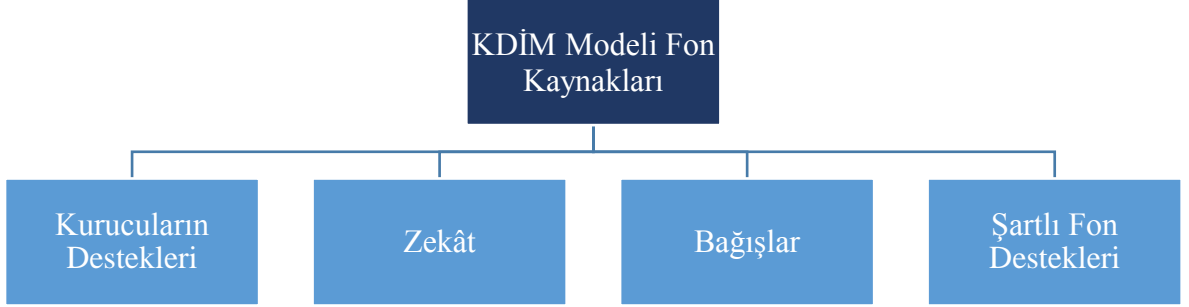 KDİM Modeli Fon
Kaynakları
Kurucuların
Destekleri
Zekât
Bağışlar
Şartlı Fon
Destekleri